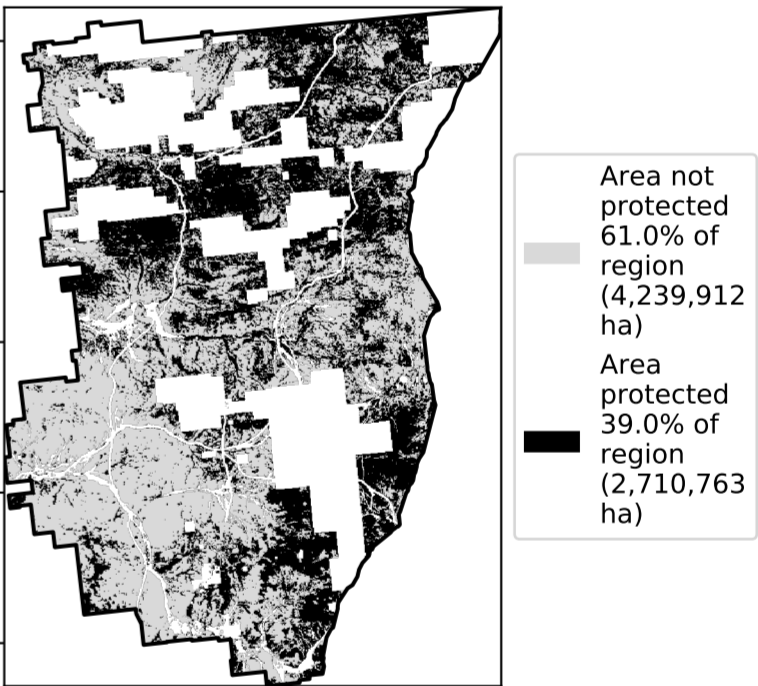 Area not
protected
61.0% of
region
(4,239,912
ha)
Area
protected
39.0% of
region
(2,710,763
ha)